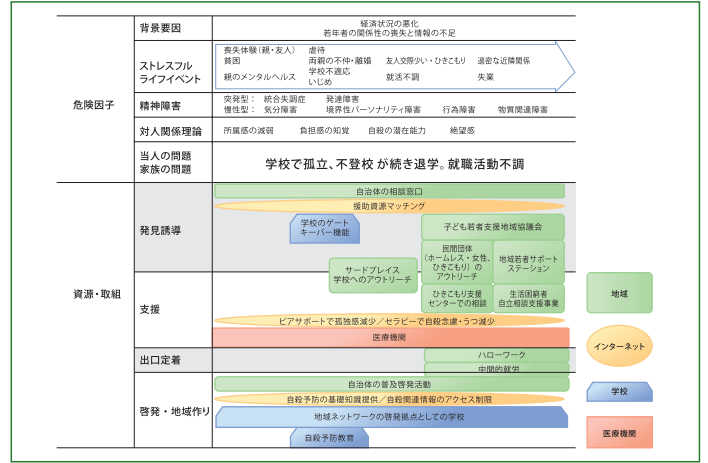 危険因子
背景要因
経済状況の悪化
若年者の関係性の喪失と情報の不足
ストレスフル
ライフイベント
喪失体験（親・友人）　虐待
貧困　両親の不仲・離婚　友人交際少い・ひきこもり　過密な近隣関係
学校不適応
親のメンタルヘルス　いじめ　就活不調　失業
精神障害
突発型：　統合失調症　発達障害
慢性型：　気分障害　境界性パーソナリティ障害　行為障害　物質関連障害
対人関係理論
所属感の減弱　負担感の知覚　自殺の潜在能力　絶望感
当人の問題
家族の問題
学校で孤立、不登校が続き退学。就職活動不調
資源・取組
発見誘導
自治体の相談窓口
援助資源マッチング
学校のゲート
キーパー機能
子ども若者支援地域協議会
民間団体
（ホームレス・女性、
ひきこもり）の
アウトリーチ
地域若者サポート
ステーション
サードプレイス
学校へのアウトリーチ
支援
ひきこもり支援
センターでの相談
生活困窮者
自立相談支援事業
ピアサポートで孤独感減少／セラピーで自殺念慮・うつ減少
医療機関
出口定着
ハローワーク
中間的就労
啓発・地域作り
自治体の普及啓発活動
自殺予防の基礎知識提供／自殺関連情報のアクセス制限
地域ネットワークの啓発拠点としての学校
自殺予防教育
地域
インターネット
学校
医療機関